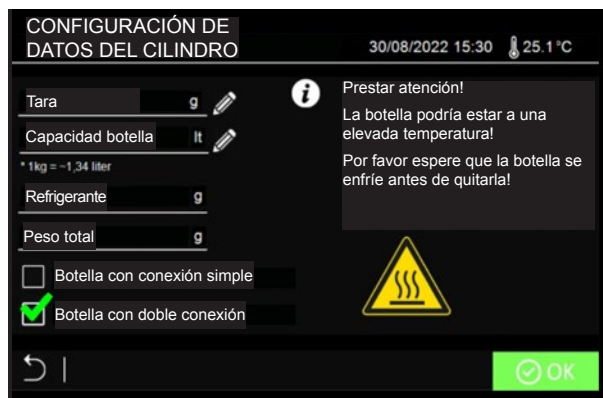 CONFIGURACIÓN DE
DATOS DEL CILINDRO
30/08/2022 15:30
25.1°C
Tara g
Capacidad botella lt
* 1kg = ~1,34 liter
Refrigerante g
Peso total g
Botella con conexión simple
Botella con doble conexión
i
Prestar atención!
La botella podría estar a una
elevada temperatura!
Por favor espere que la botella se
enfríe antes de quitarla!
OK